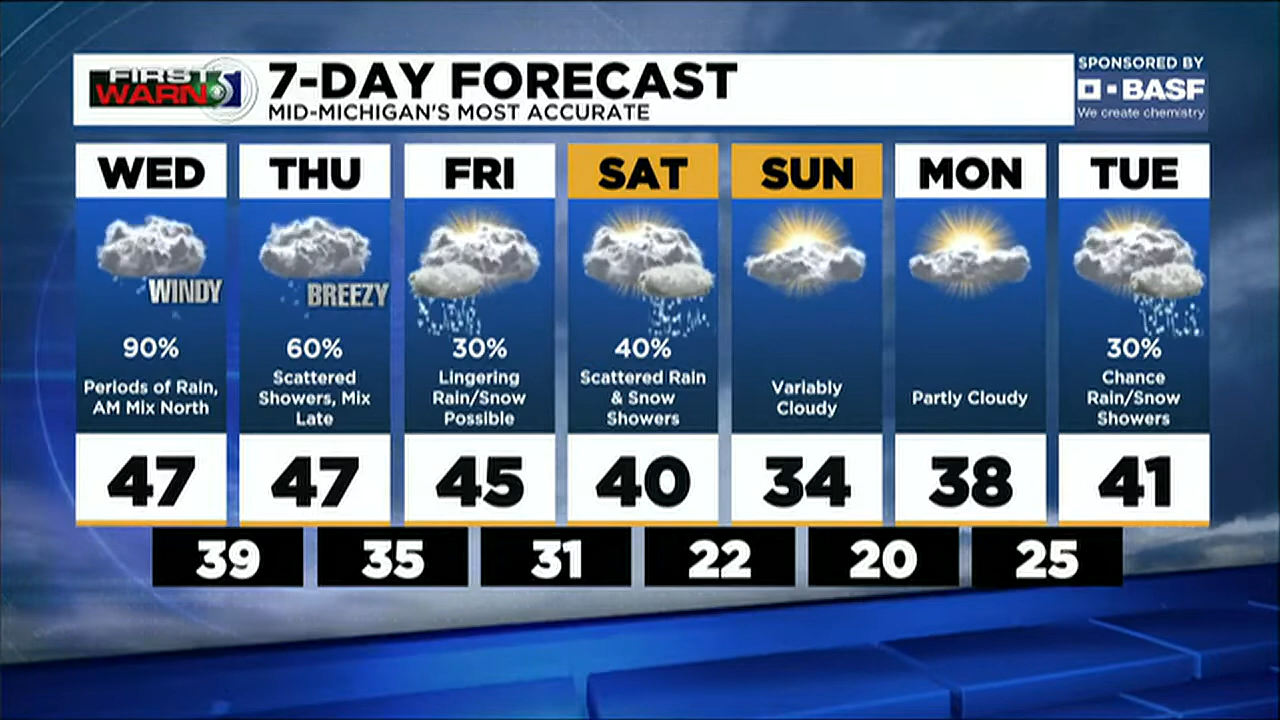 FIRST
WARN 5
7-DAY FORECAST
MID-MICHIGAN'S MOST ACCURATE
SPONSORED BY
BASF
We create chemistry
WED THU FRI SAT SUN MON TUE
WINDY BREEZY
90% 60% 30% 40% 30%
Periods of Rain,
AM Mix North
Scattered
Showers, Mix
Late
Lingering
Rain/Snow
Possible
Scattered Rain
& Snow
Showers
Variably
Cloudy
Partly Cloudy
Chance
Rain/Snow
Showers
47 47 45 40 34 38 41
39 35 31 22 20 25